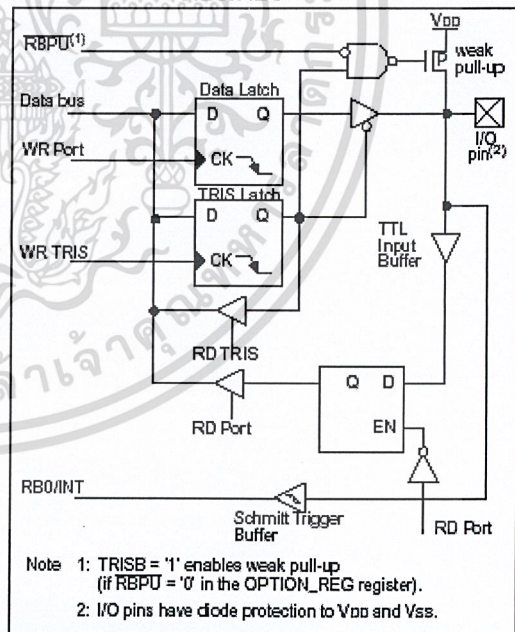 VDD
RBPU(1)
weak
pull-up
Data bus
Data Latch
D Q
I/O
pin(2)
WR Port
CK
TRIS Latch
D Q
TTL
Input
Buffer
WR TRIS
CK
RD TRIS
Q D
RD Port
EN
RB0/INT
Schmitt Trigger
Buffer
RD Port
Note 1: TRISB = '1' enables weak pull-up
(if RBPU = '0' in the OPTION_REG register).
2: I/O pins have diode protection to VDD and VSS.